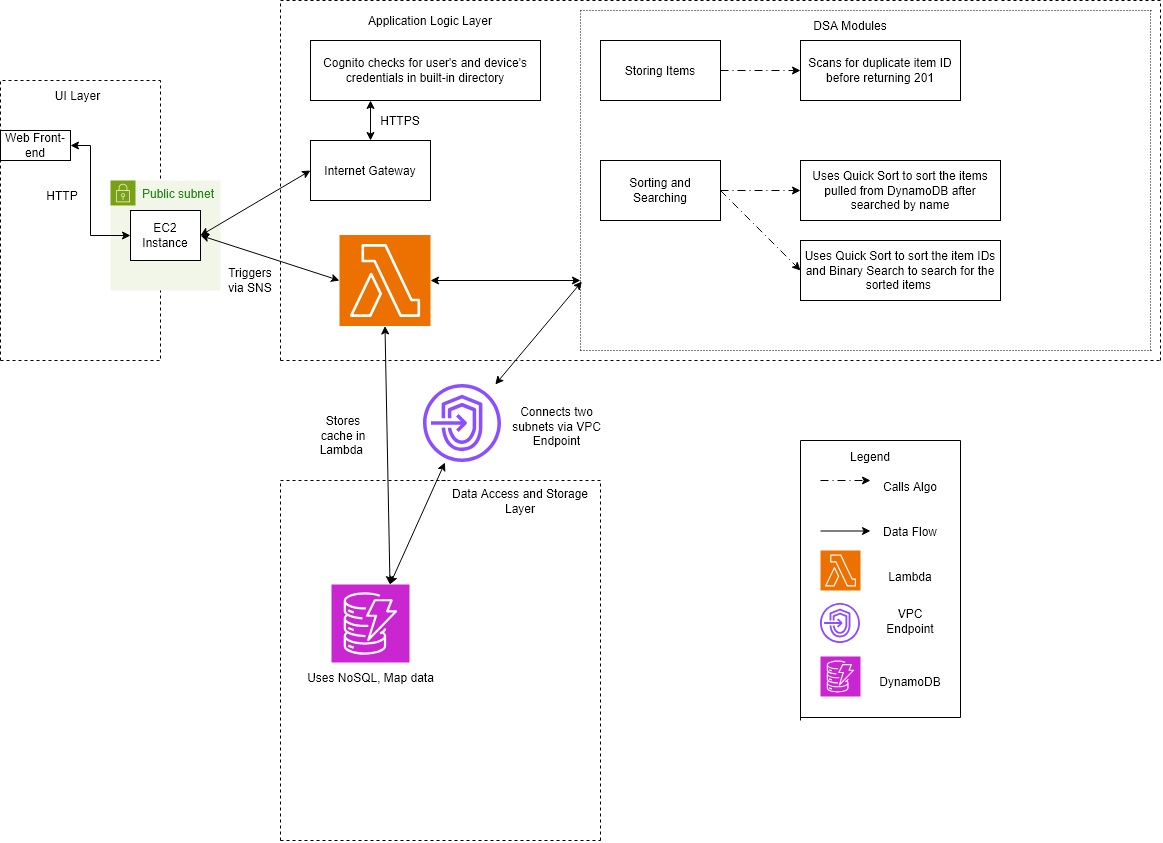 UI Layer
Web Front-
end
HTTP
Public subnet
EC2
Instance
Triggers
via SNS
Application Logic Layer
Cognito checks for user's and device's
credentials in built-in directory
HTTPS
Internet Gateway
DSA Modules
Storing Items
Scans for duplicate item ID
before returning 201
Sorting and
Searching
Uses Quick Sort to sort the items
pulled from DynamoDB after
searched by name
Uses Quick Sort to sort the item IDs
and Binary Search to search for the
sorted items
Stores
cache in
Lambda
Connects two
subnets via VPC
Endpoint
Data Access and Storage
Layer
Uses NoSQL, Map data
Legend
Calls Algo
Data Flow
Lambda
VPC
Endpoint
DynamoDB